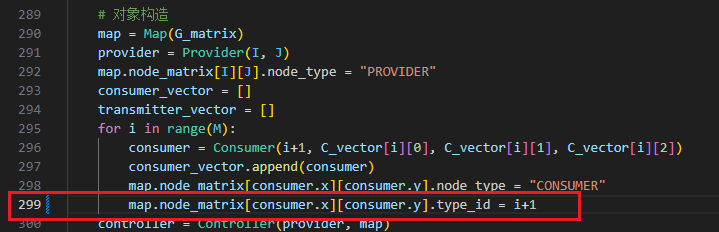 289 # 对象构造
290 map = Map(G_matrix)
291 provider = Provider(I, J)
292 map.node_matrix[I][J].node_type = "PROVIDER"
293 consumer_vector = []
294 transmitter_vector = []
295 for i in range(M):
296 consumer = Consumer(i+1, C_vector[i][0], C_vector[i][1], C_vector[i][2])
297 consumer_vector.append(consumer)
298 map.node_matrix[consumer.x][consumer.y].node_type = "CONSUMER"
299 map.node_matrix[consumer.x][consumer.y].type_id = i+1
300 controller = Controller(provider, map)